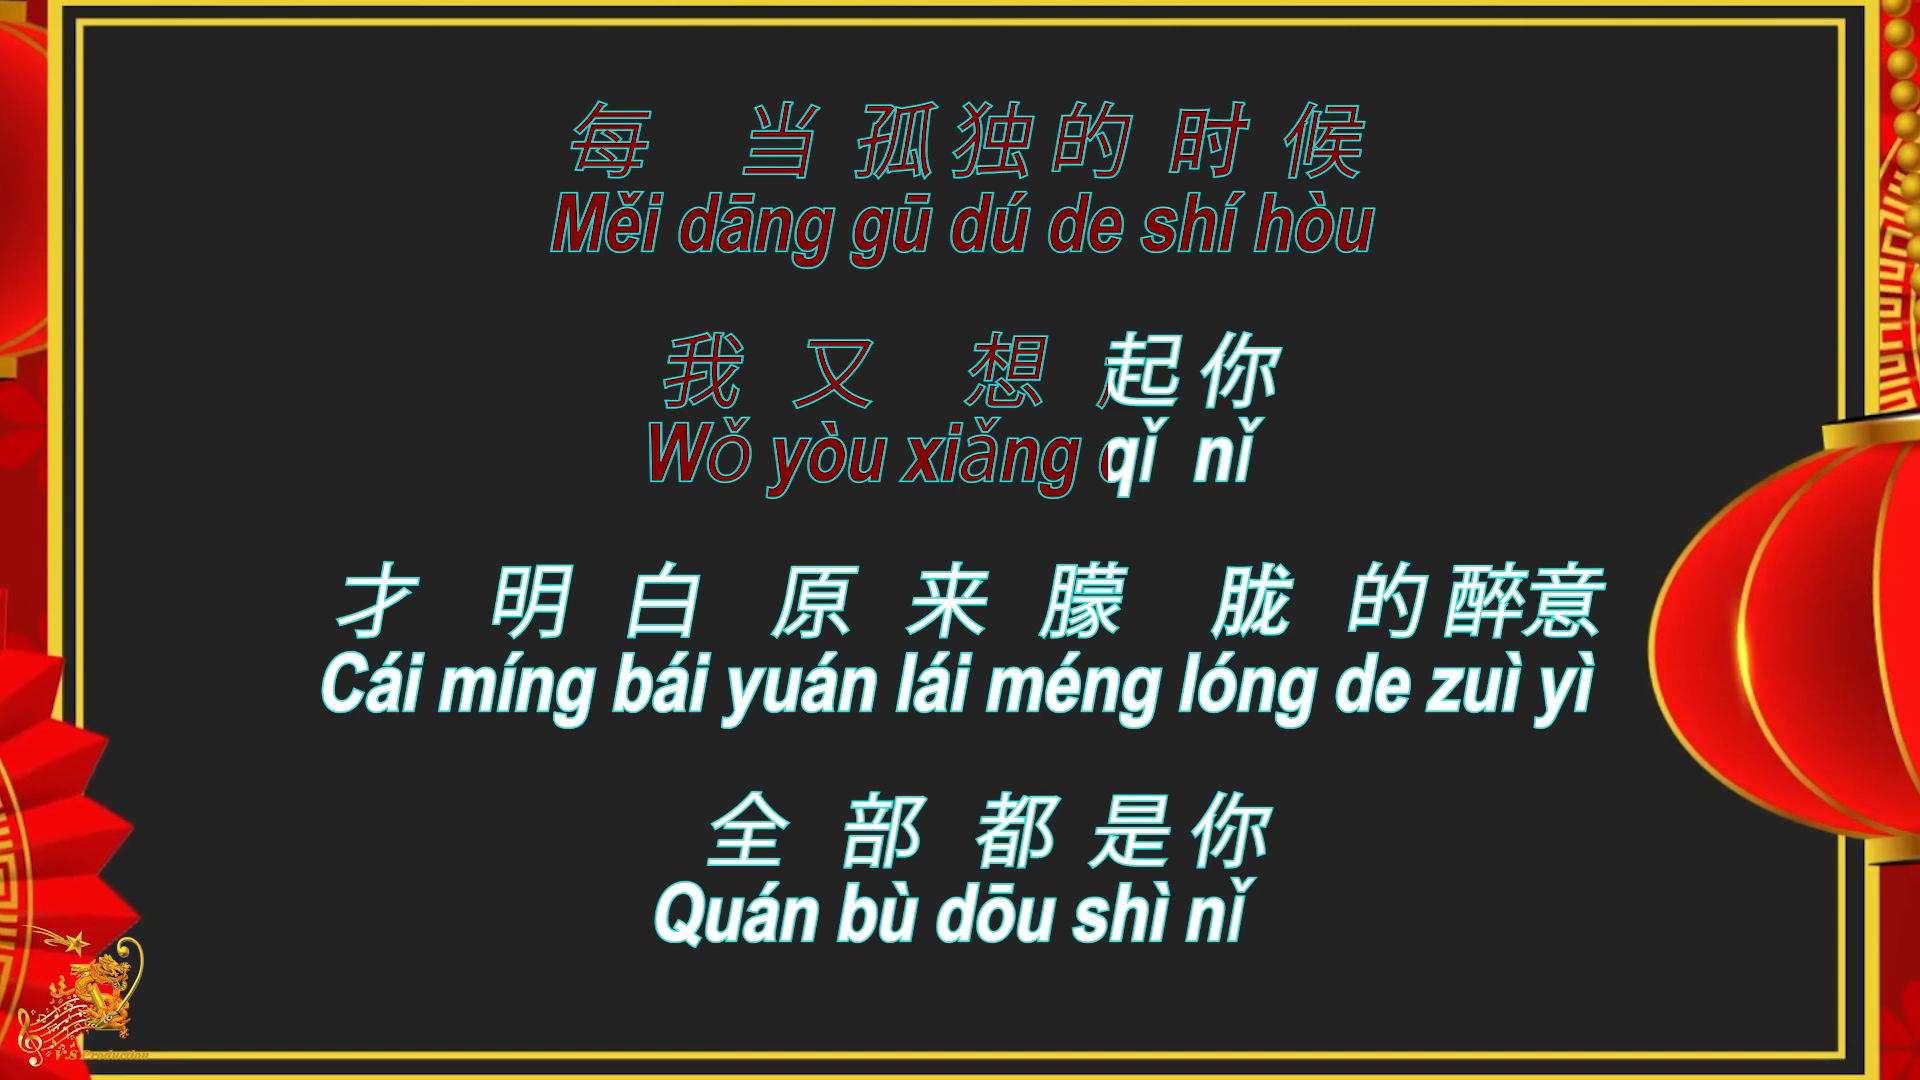 每 当 孤 独 的 时 候
Měi dāng gū dú de shí hòu
我 又 想 起 你
Wǒ yòu xiǎng qǐ nǐ
才 明 白 原 来 朦 胧 的 醉意
Cái míng bái yuán lái méng lóng de zuì yì
全 部 都 是 你
Quán bù dōu shì nǐ
V.S Production